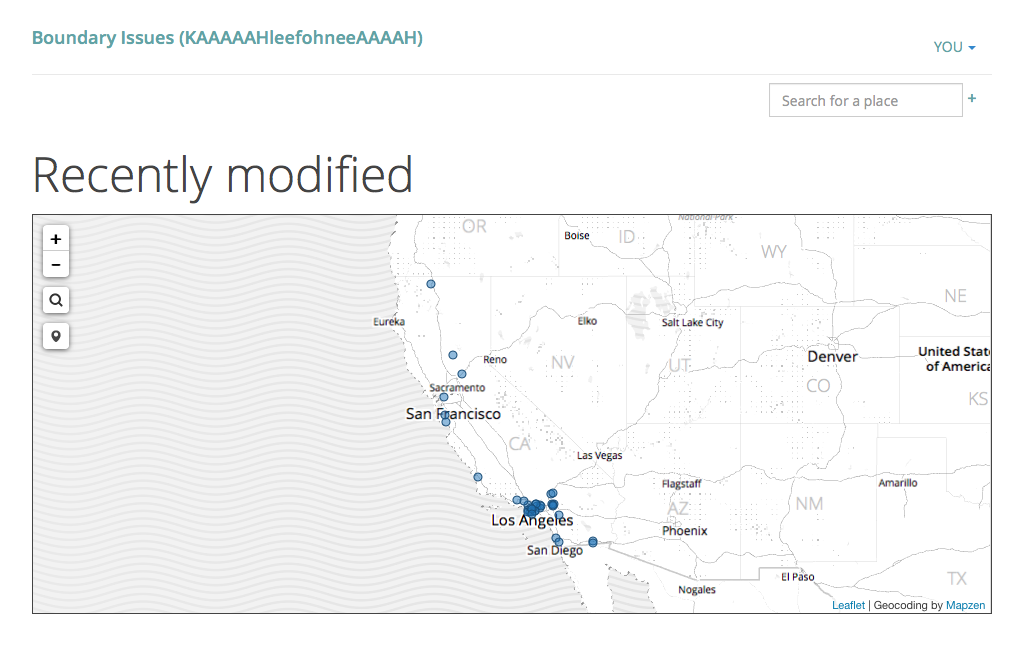 Boundary Issues (KAAAAAHleefohneeAAAAH)
YOU
Search for a place
+
Recently modified
+
−
National Park
OR
Boise
ID
WY
NE
Eureka
Elko
Salt Lake City
Reno
NV
UT
Denver
United Stat
of America
CO
KS
Sacramento
San Francisco
CA
Las Vegas
Flagstaff
Amarillo
AZ
NM
Los Angeles
Phoenix
San Diego
El Paso
TX
Nogales
Leaflet | Geocoding by Mapzen